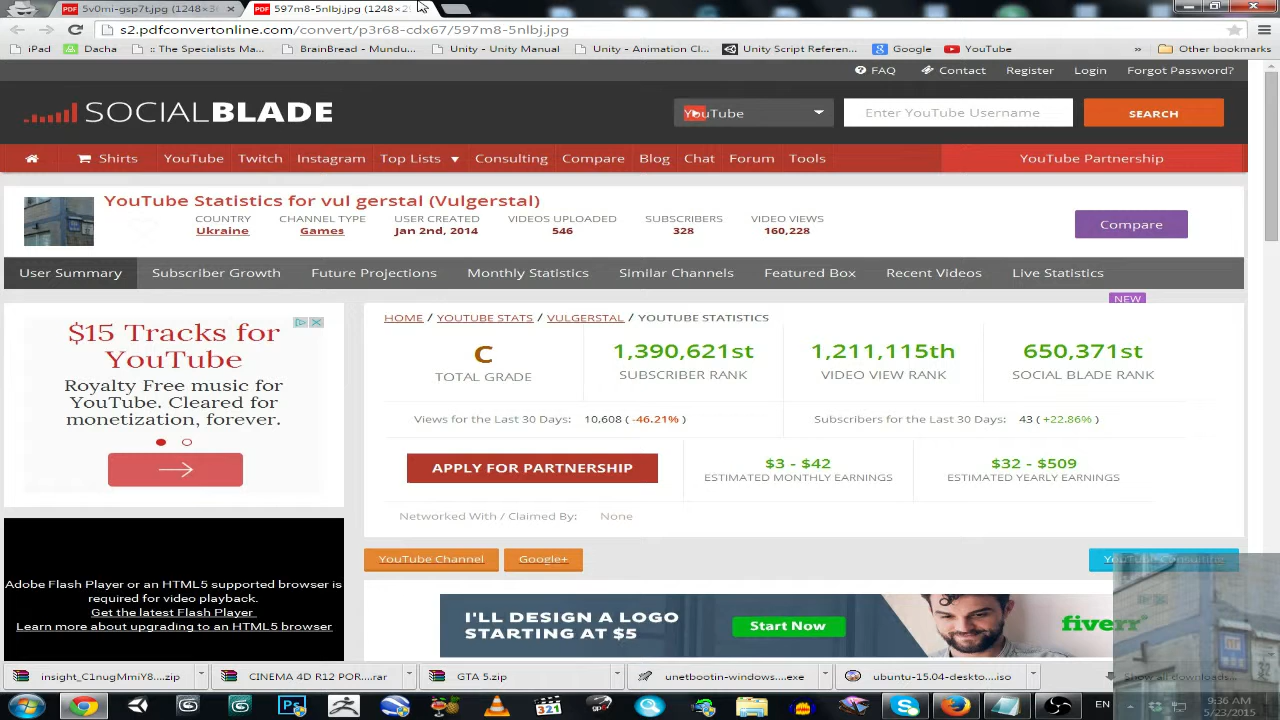 5v0mi-gsp7t.jpg (1248×3
597m8-5nlbj.jpg (1248×2
s2.pdfconvertonline.com/convert/p3r68-cdx67/597m8-5nlbj.jpg
iPad Dacha :: The Specialists Ma... BrainBread - Mundu... Unity - Unity Manual Unity - Animation Cl... Unity Script Referen... Google YouTube » Other bookmarks
FAQ Contact Register Login Forgot Password?
SOCIALBLADE YouTube Enter YouTube Username SEARCH
Shirts YouTube Twitch Instagram Top Lists Consulting Compare Blog Chat Forum Tools YouTube Partnership
YouTube Statistics for vul gerstal (Vulgerstal)
COUNTRY CHANNEL TYPE USER CREATED VIDEOS UPLOADED SUBSCRIBERS VIDEO VIEWS
Ukraine Games Jan 2nd, 2014 546 328 160,228
Compare
User Summary Subscriber Growth Future Projections Monthly Statistics Similar Channels Featured Box Recent Videos Live Statistics
NEW
$15 Tracks for
YouTube
Royalty Free music for
YouTube. Cleared for
monetization, forever.
HOME / YOUTUBE STATS / VULGERSTAL / YOUTUBE STATISTICS
C 1,390,621st 1,211,115th 650,371st
TOTAL GRADE SUBSCRIBER RANK VIDEO VIEW RANK SOCIAL BLADE RANK
Views for the Last 30 Days: 10,608 ( -46.21% ) Subscribers for the Last 30 Days: 43 ( +22.86% )
APPLY FOR PARTNERSHIP
$3 - $42 $32 - $509
ESTIMATED MONTHLY EARNINGS ESTIMATED YEARLY EARNINGS
Networked With / Claimed By: None
YouTube Channel Google+ YouTube Consulting
Adobe Flash Player or an HTML5 supported browser is
required for video playback.
Get the latest Flash Player
Learn more about upgrading to an HTML5 browser
I'LL DESIGN A LOGO
STARTING AT $5
Start Now
fiverr
insight_C1nugMmiY8....zip CINEMA 4D R12 POR....rar GTA 5.zip unetbootin-windows....exe ubuntu-15.04-deskto....iso Show all downloads...
321
EN
9:36 AM
5/23/2015